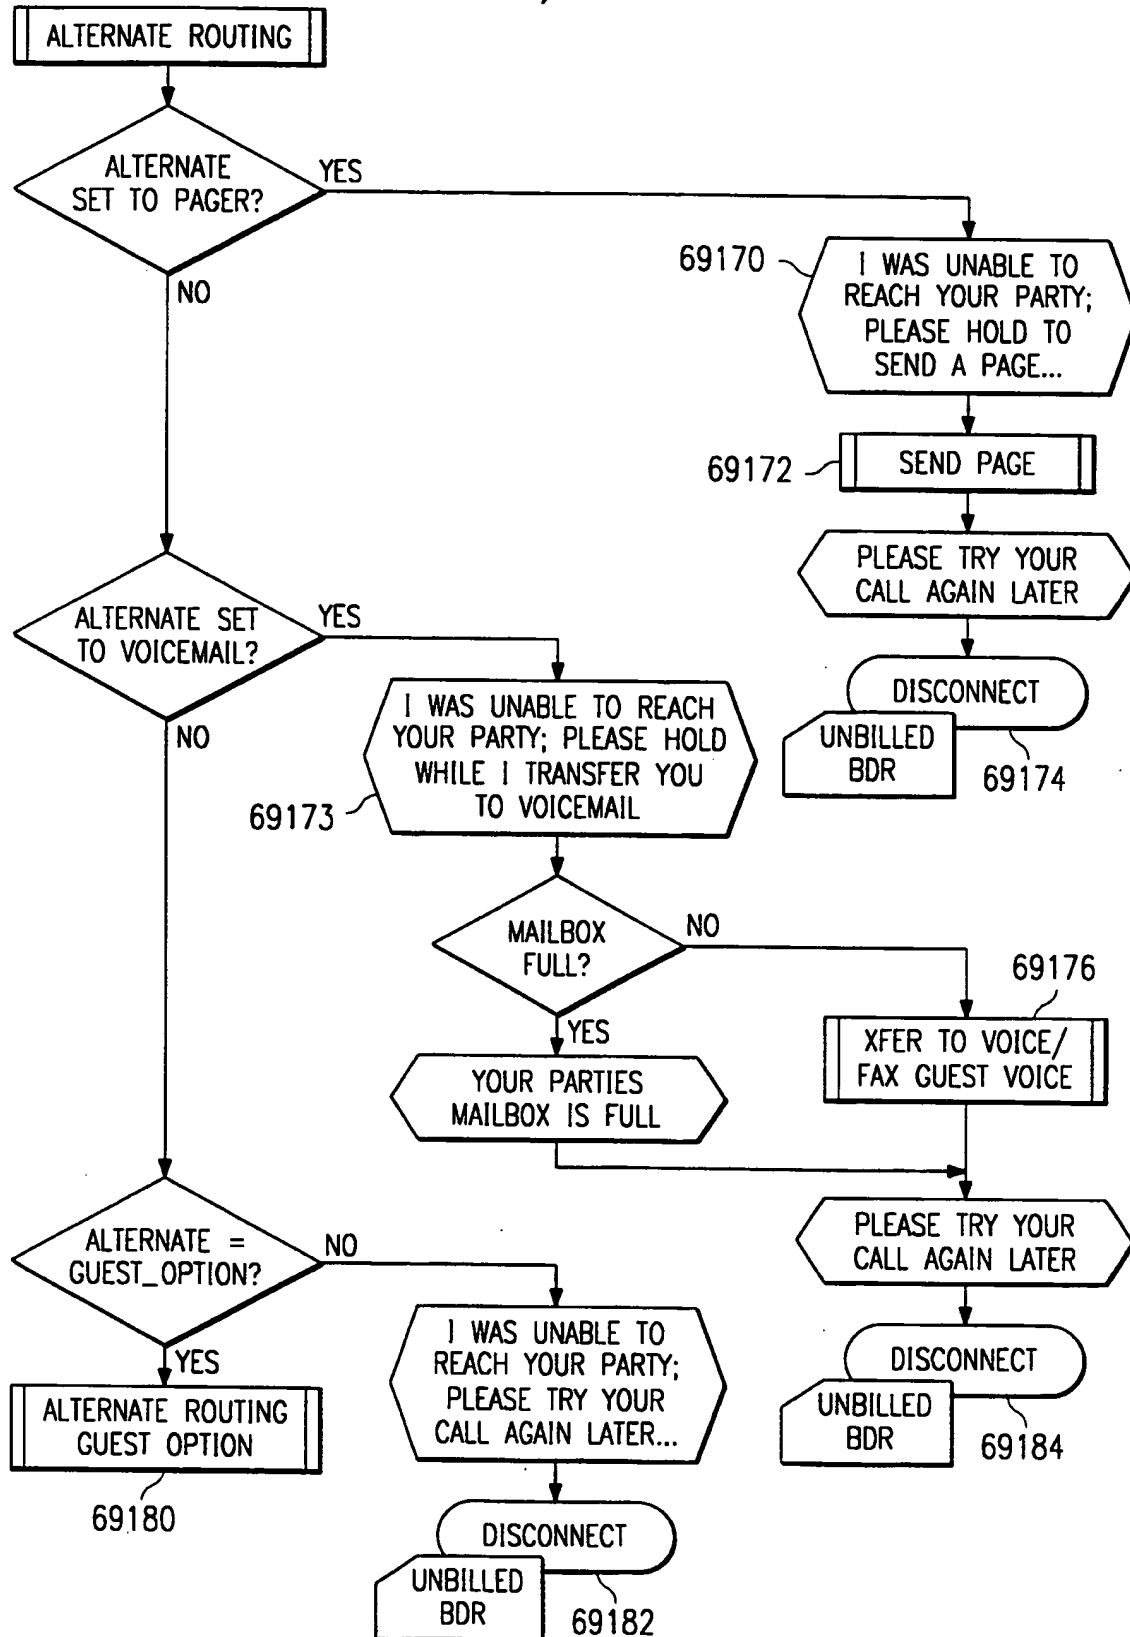 ALTERNATE ROUTING
ALTERNATE
SET TO PAGER?
YES
NO
69170
I WAS UNABLE TO
REACH YOUR PARTY;
PLEASE HOLD TO
SEND A PAGE...
69172
SEND PAGE
PLEASE TRY YOUR
CALL AGAIN LATER
DISCONNECT
UNBILLED
BDR
69174
ALTERNATE SET
TO VOICEMAIL?
YES
NO
I WAS UNABLE TO REACH
YOUR PARTY; PLEASE HOLD
WHILE I TRANSFER YOU
TO VOICEMAIL
69173
MAILBOX
FULL?
NO
YES
69176
XFER TO VOICE/
FAX GUEST VOICE
YOUR PARTIES
MAILBOX IS FULL
PLEASE TRY YOUR
CALL AGAIN LATER
DISCONNECT
UNBILLED
BDR
69184
ALTERNATE =
GUEST_OPTION?
NO
YES
ALTERNATE ROUTING
GUEST OPTION
69180
I WAS UNABLE TO
REACH YOUR PARTY;
PLEASE TRY YOUR
CALL AGAIN LATER...
DISCONNECT
UNBILLED
BDR
69182